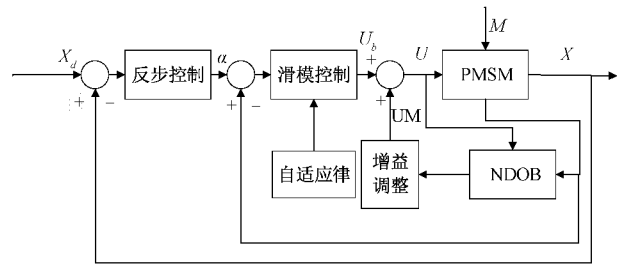 M
X_d
反步控制
α
滑模控制
U_b
U
PMSM
X
+
−
+
−
+
+
UM
自适应律
增益
调整
NDOB